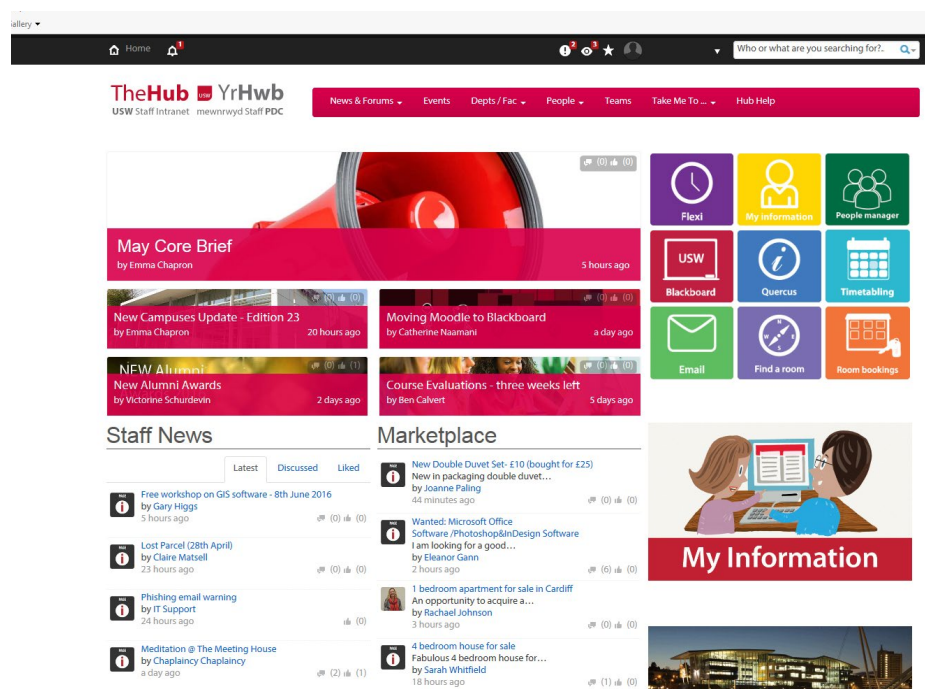 Gallery
Home
1
2
3
Who or what are you searching for?.
TheHub USW YrHwb
USW Staff Intranet mewnrwyd Staff PDC
News & Forums
Events
Depts / Fac
People
Teams
Take Me To ...
Hub Help
(0) (0)
May Core Brief
by Emma Chapron
5 hours ago
(0) (0)
New Campuses Update - Edition 23
by Emma Chapron
20 hours ago
(0) (0)
Moving Moodle to Blackboard
by Catherine Naamani
a day ago
NEW Alumni
(0) (1)
New Alumni Awards
by Victorine Schurdevin
2 days ago
(0) (0)
Course Evaluations - three weeks left
by Ben Calvert
5 days ago
Flexi
My information
People manager
USW
Blackboard
Quercus
Timetabling
Email
N
E
S
W
Find a room
Room bookings
Staff News
Latest
Discussed
Liked
Free workshop on GIS software - 8th June 2016
by Gary Higgs
5 hours ago
(0) (0)
Lost Parcel (28th April)
by Claire Matsell
23 hours ago
(0) (0)
Phishing email warning
by IT Support
24 hours ago
(0)
Meditation @ The Meeting House
by Chaplaincy Chaplaincy
a day ago
(2) (1)
Marketplace
New Double Duvet Set- £10 (bought for £25)
New in packaging double duvet...
by Joanne Paling
44 minutes ago
(0) (0)
Wanted: Microsoft Office
Software /Photoshop&InDesign Software
I am looking for a good...
by Eleanor Gann
2 hours ago
(6) (0)
1 bedroom apartment for sale in Cardiff
An opportunity to acquire a...
by Rachael Johnson
3 hours ago
(0) (0)
4 bedroom house for sale
Fabulous 4 bedroom house for...
by Sarah Whitfield
18 hours ago
(1) (0)
My Information